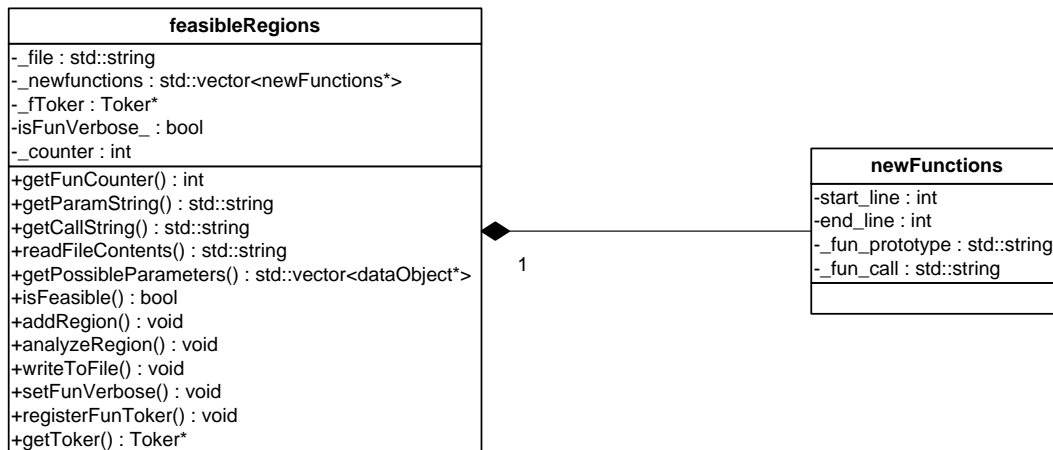 feasibleRegions
-_file : std::string
-_newfunctions : std::vector<newFunctions*>
-_fToker : Toker*
-isFunVerbose_ : bool
-_counter : int
+getFunCounter() : int
+getParamString() : std::string
+getCallString() : std::string
+readFileContents() : std::string
+getPossibleParameters() : std::vector<dataObject*>
+isFeasible() : bool
+addRegion() : void
+analyzeRegion() : void
+writeToFile() : void
+setFunVerbose() : void
+registerFunToker() : void
+getToker() : Toker*
1
newFunctions
-start_line : int
-end_line : int
-_fun_prototype : std::string
-_fun_call : std::string